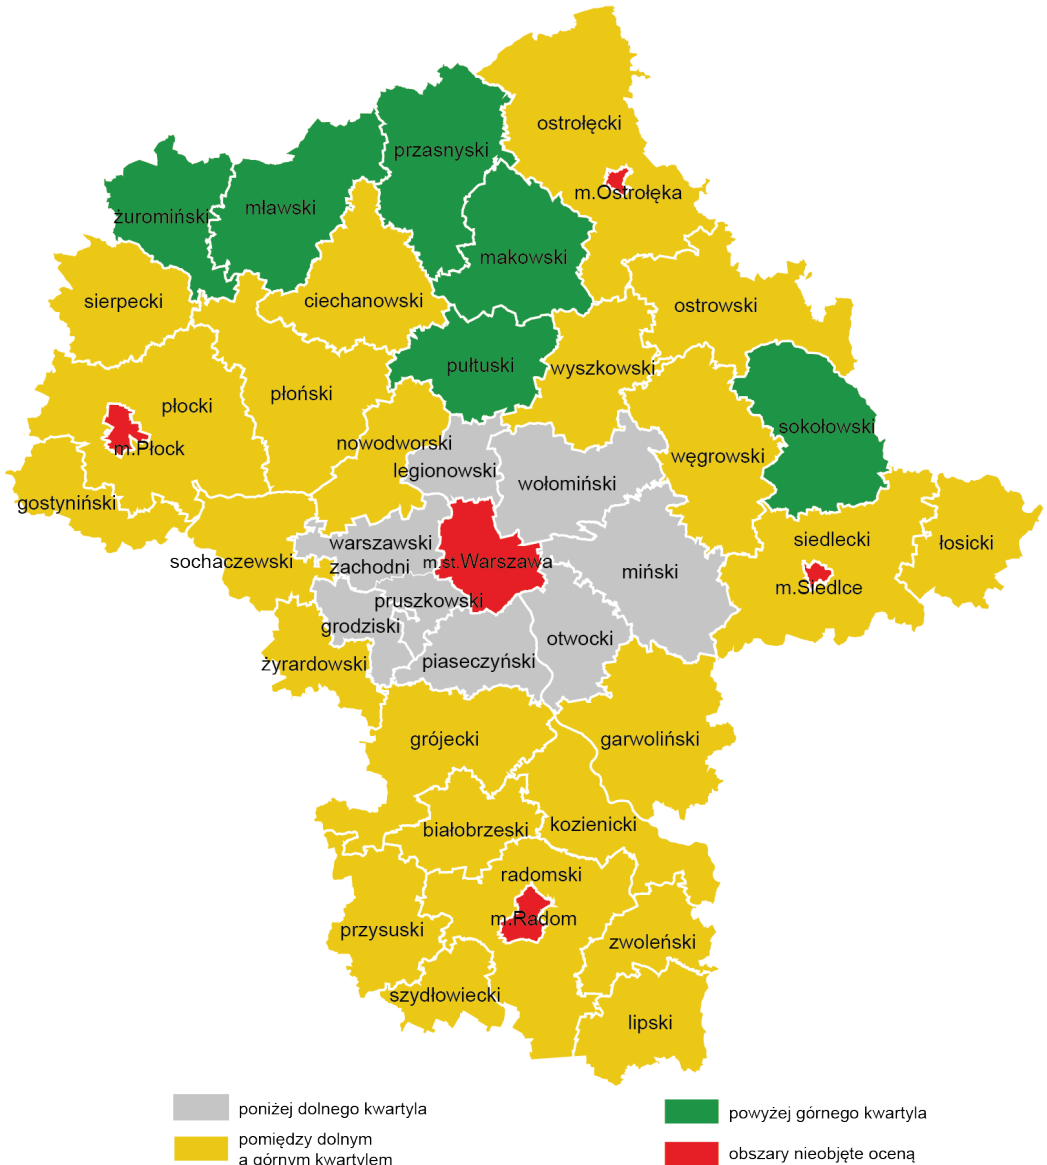 ostrołęcki
przasnyski
m.Ostrołęka
mławski
żuromiński
makowski
sierpecki
ciechanowski
ostrowski
pułtuski
wyszkowski
płoński
płocki
sokołowski
nowodworski
m.Płock
węgrowski
legionowski
wołomiński
gostyniński
siedlecki
łosicki
warszawski
zachodni
sochaczewski
m.st.Warszawa
miński
m.Siedlce
pruszkowski
grodziski
otwocki
żyrardowski
piaseczyński
grójecki
garwoliński
białobrzeski
kozienicki
radomski
m.Radom
przysuski
zwoleński
szydłowiecki
lipski
poniżej dolnego kwartyla
powyżej górnego kwartyla
pomiędzy dolnym
a górnym kwartylem
obszary nieobjęte oceną